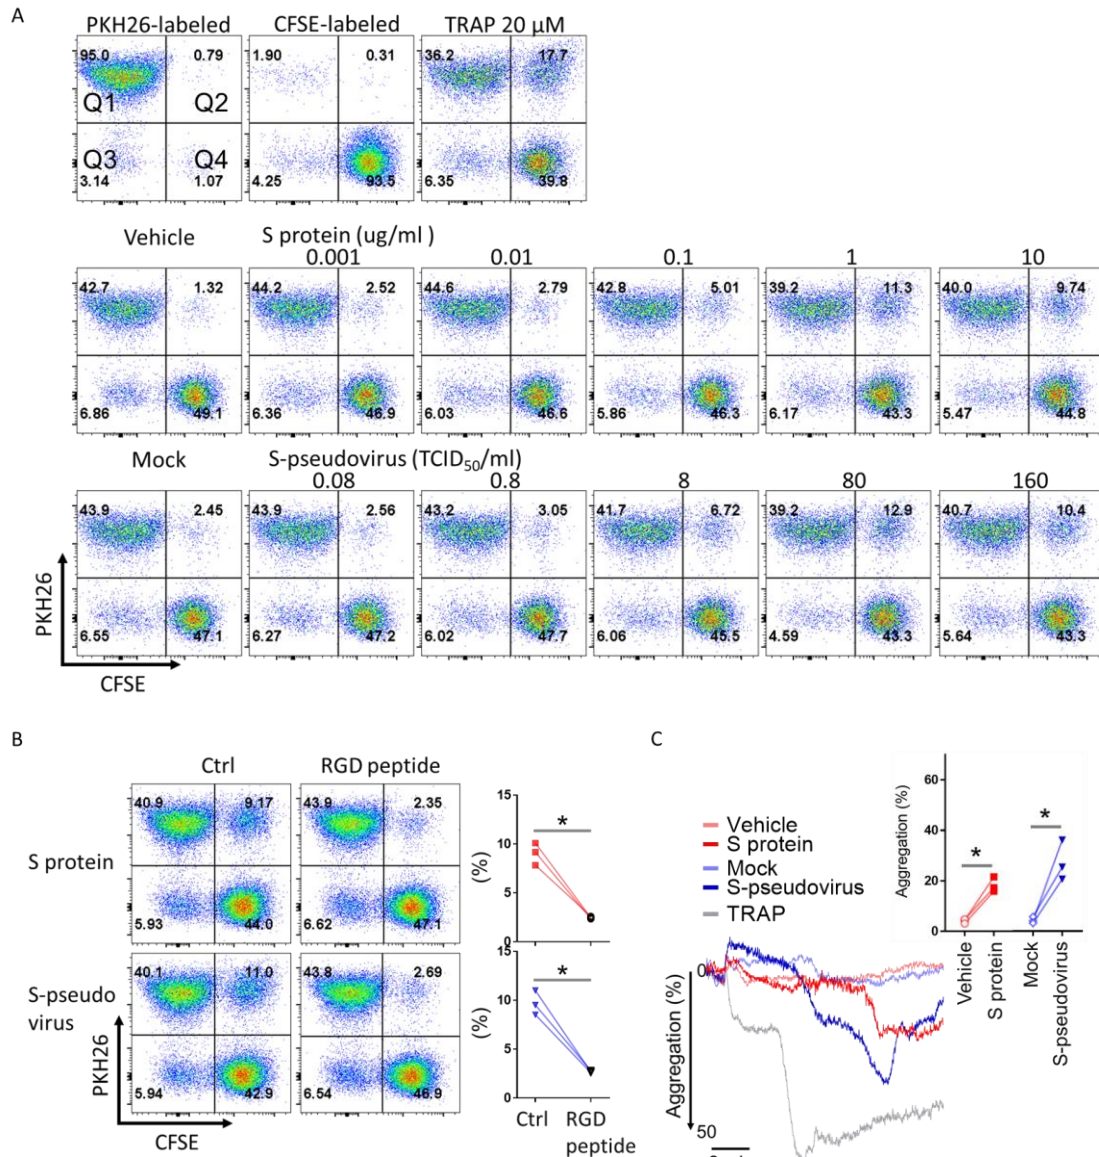 A
PKH26-labeled CFSE-labeled TRAP 20 µM
95.0 0.79 1.90 0.31 36.2 17.7
Q1 Q2
Q3 Q4
3.14 1.07 4.25 93.5 6.35 39.8
Vehicle S protein (ug/ml )
0.001 0.01 0.1 1 10
42.7 1.32 44.2 2.52 44.6 2.79 42.8 5.01 39.2 11.3 40.0 9.74
6.86 49.1 6.36 46.9 6.03 46.6 5.86 46.3 6.17 43.3 5.47 44.8
Mock S-pseudovirus (TCID50/ml)
0.08 0.8 8 80 160
43.9 2.45 43.9 2.56 43.2 3.05 41.7 6.72 39.2 12.9 40.7 10.4
6.55 47.1 6.27 47.2 6.02 47.7 6.06 45.5 4.59 43.3 5.64 43.3
PKH26
CFSE
B
Ctrl RGD peptide
S protein
40.9 9.17 43.9 2.35
5.93 44.0 6.62 47.1
S-pseudo
virus
40.1 11.0 43.8 2.69
5.94 42.9 6.54 46.9
PKH26
CFSE
15
10
5
0
(%)
*
15
10
5
0
(%)
*
Ctrl RGD
peptide
C
Vehicle
S protein
Mock
S-pseudovirus
TRAP
Aggregation (%)
60
40
20
0
* *
Vehicle
S protein
Mock
S-pseudovirus
0
Aggregation (%)
50